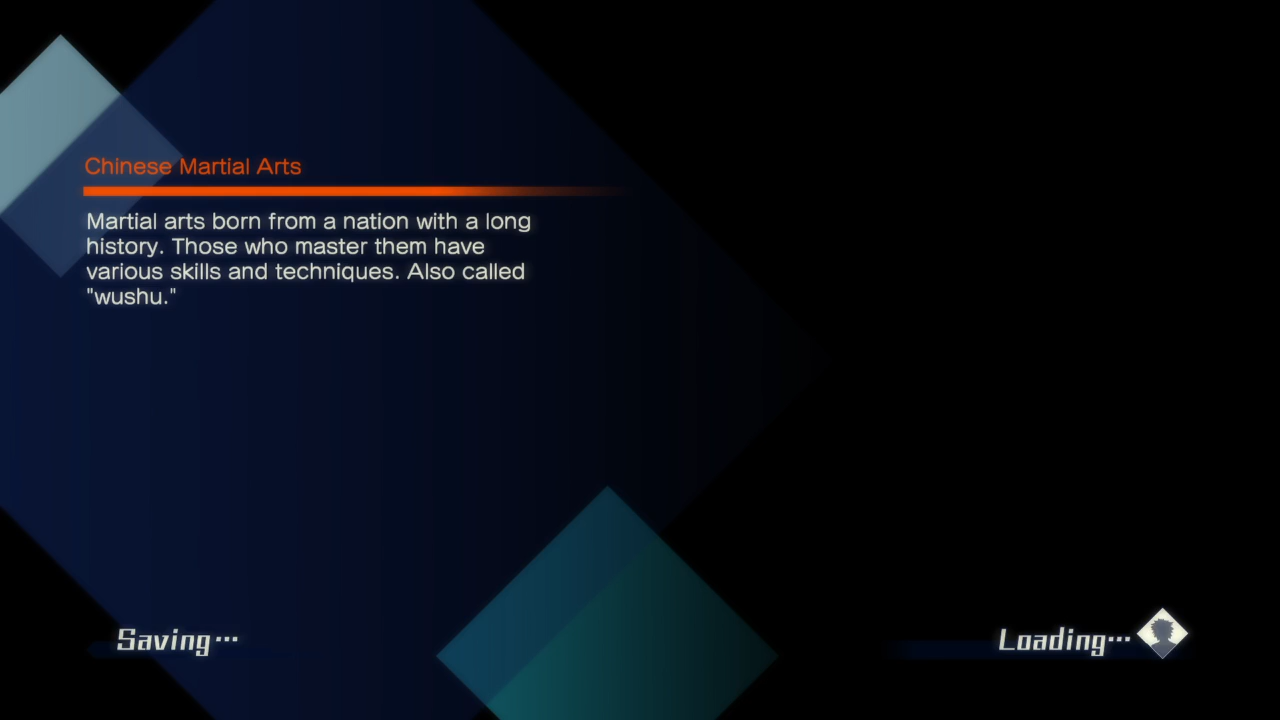 Chinese Martial Arts
Martial arts born from a nation with a long
history. Those who master them have
various skills and techniques. Also called
"wushu."
Saving…
Loading…